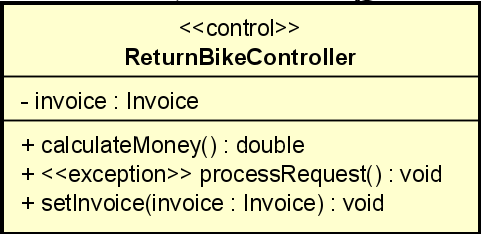 <<control>>
ReturnBikeController
- invoice : Invoice
+ calculateMoney() : double
+ <<exception>> processRequest() : void
+ setInvoice(invoice : Invoice) : void